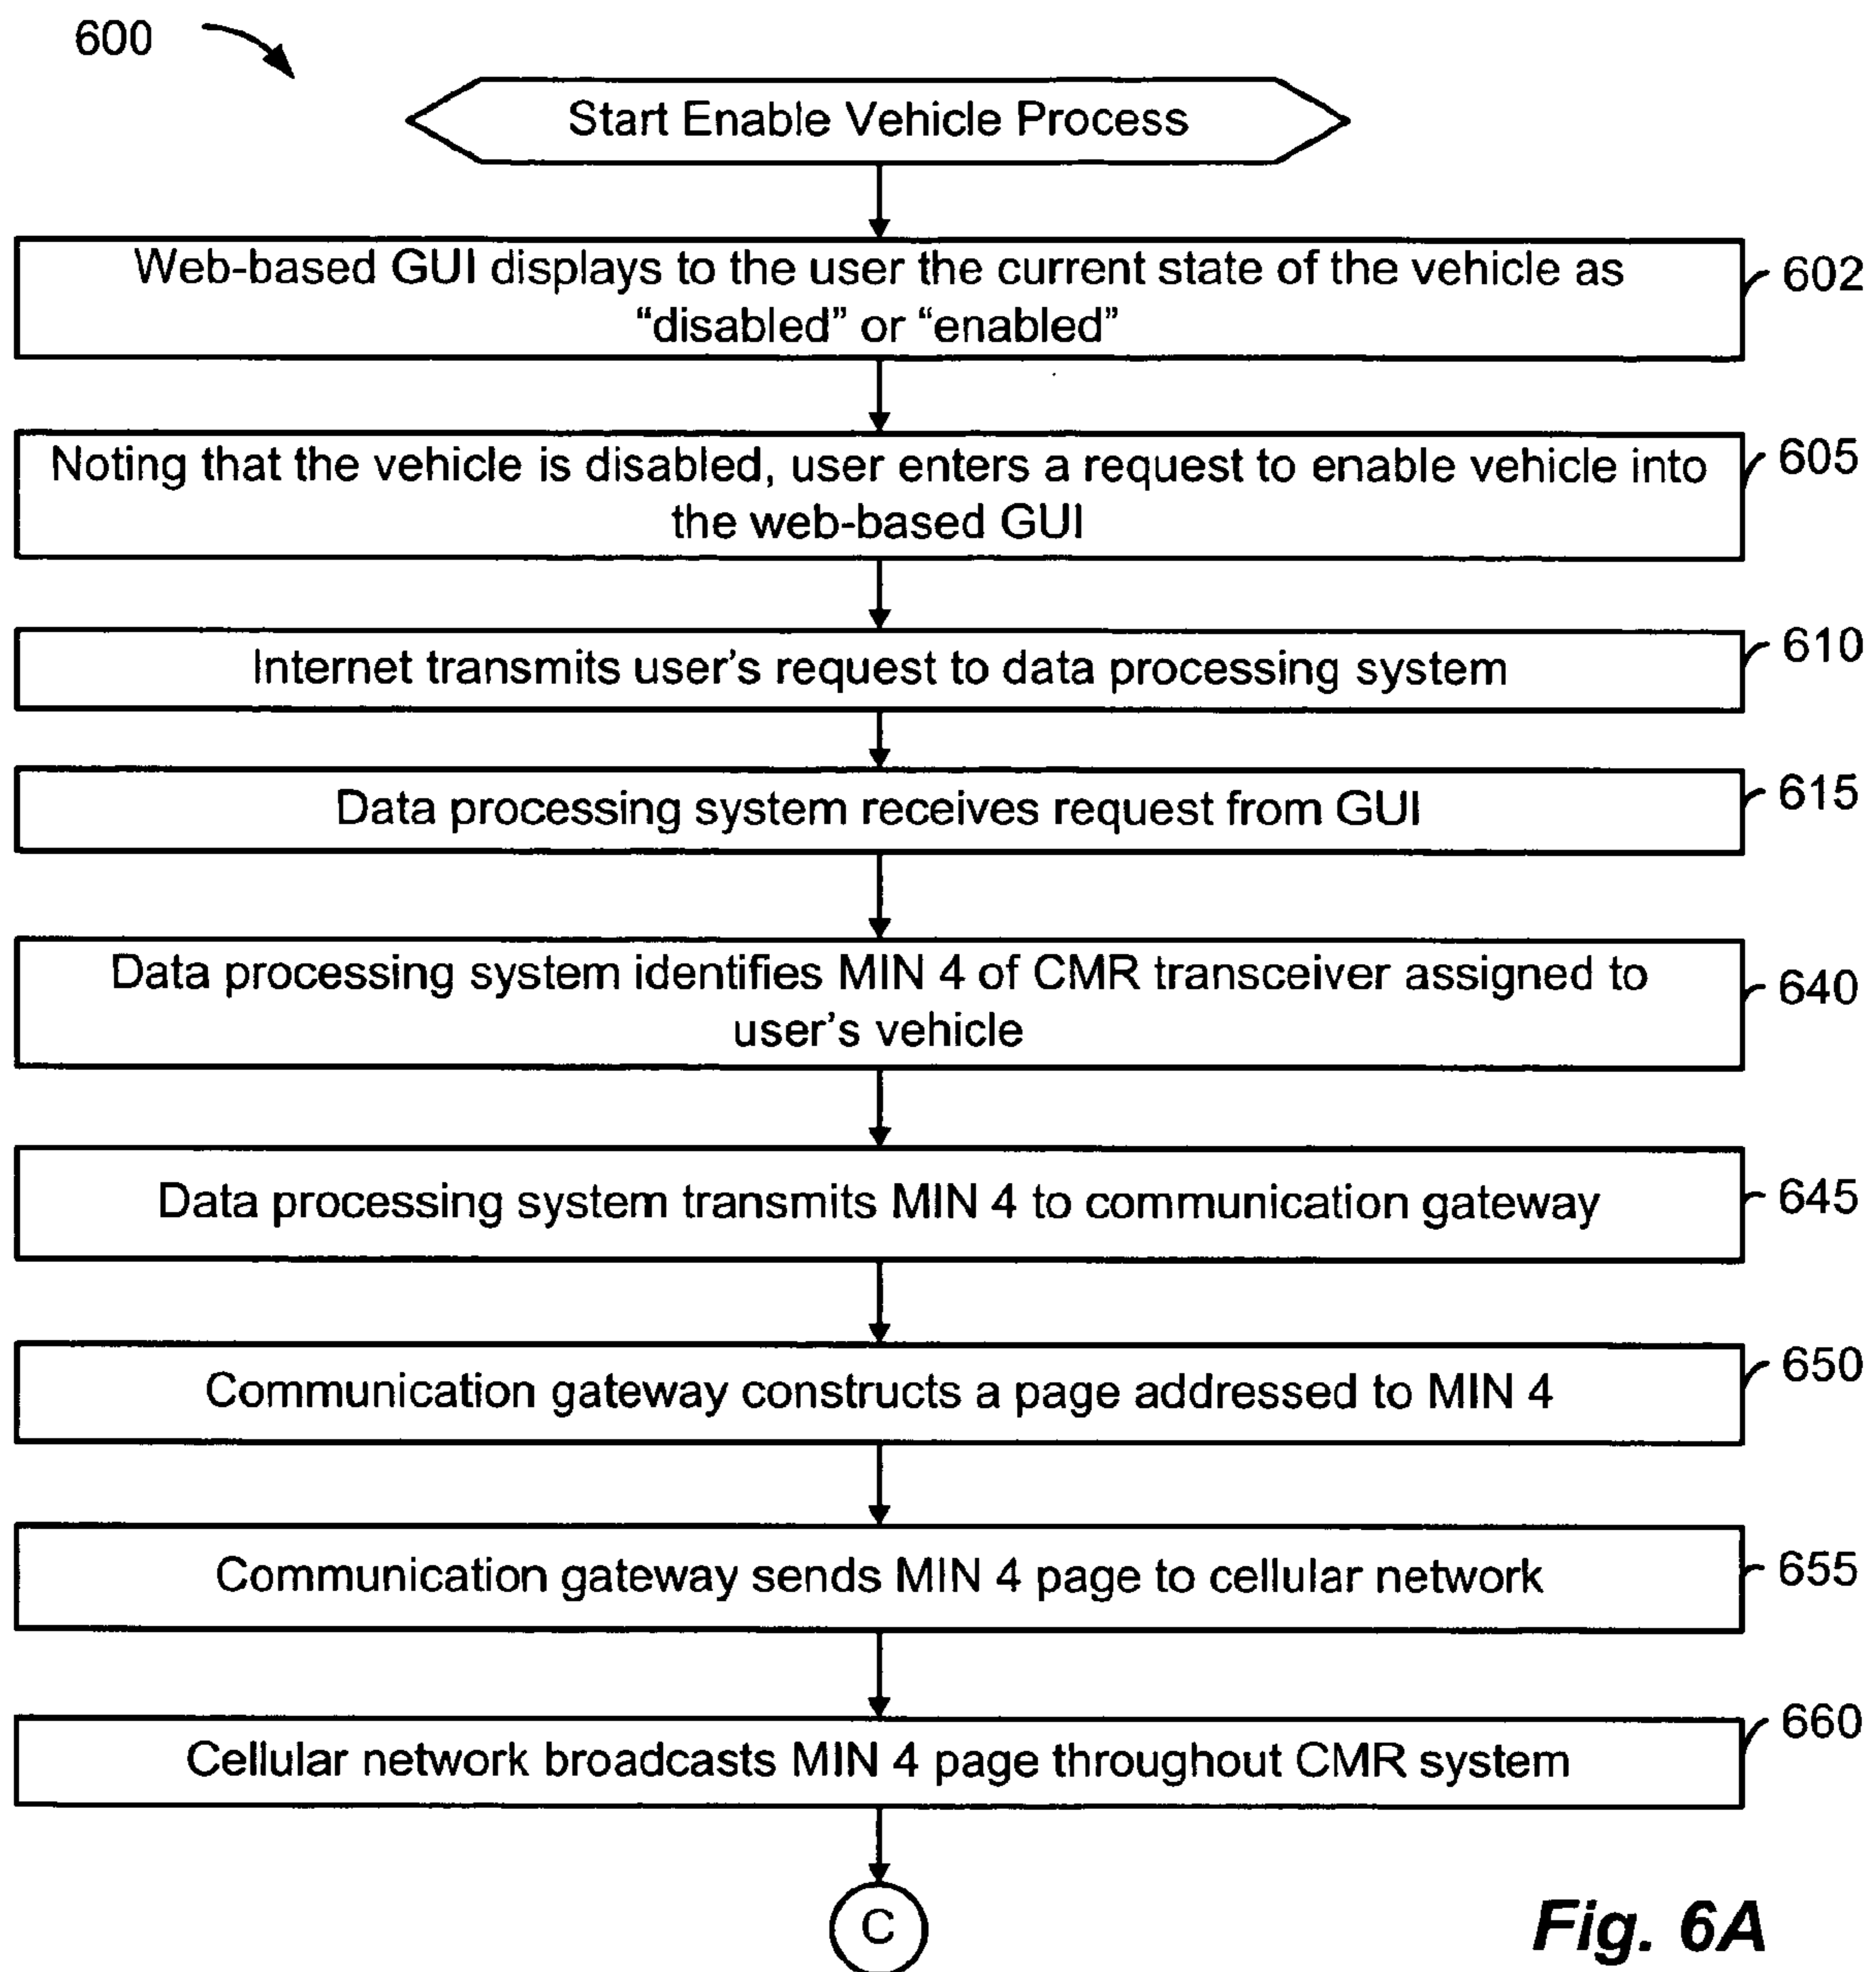 600
Start Enable Vehicle Process
Web-based GUI displays to the user the current state of the vehicle as
“disabled” or “enabled”
602
Noting that the vehicle is disabled, user enters a request to enable vehicle into
the web-based GUI
605
Internet transmits user’s request to data processing system
610
Data processing system receives request from GUI
615
Data processing system identifies MIN 4 of CMR transceiver assigned to
user’s vehicle
640
Data processing system transmits MIN 4 to communication gateway
645
Communication gateway constructs a page addressed to MIN 4
650
Communication gateway sends MIN 4 page to cellular network
655
Cellular network broadcasts MIN 4 page throughout CMR system
660
C
Fig. 6A